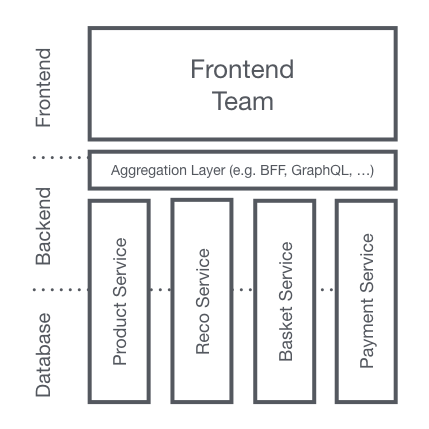 Frontend
Frontend
Team
Aggregation Layer (e.g. BFF, GraphQL, …)
Backend
Database
Product Service
Reco Service
Basket Service
Payment Service